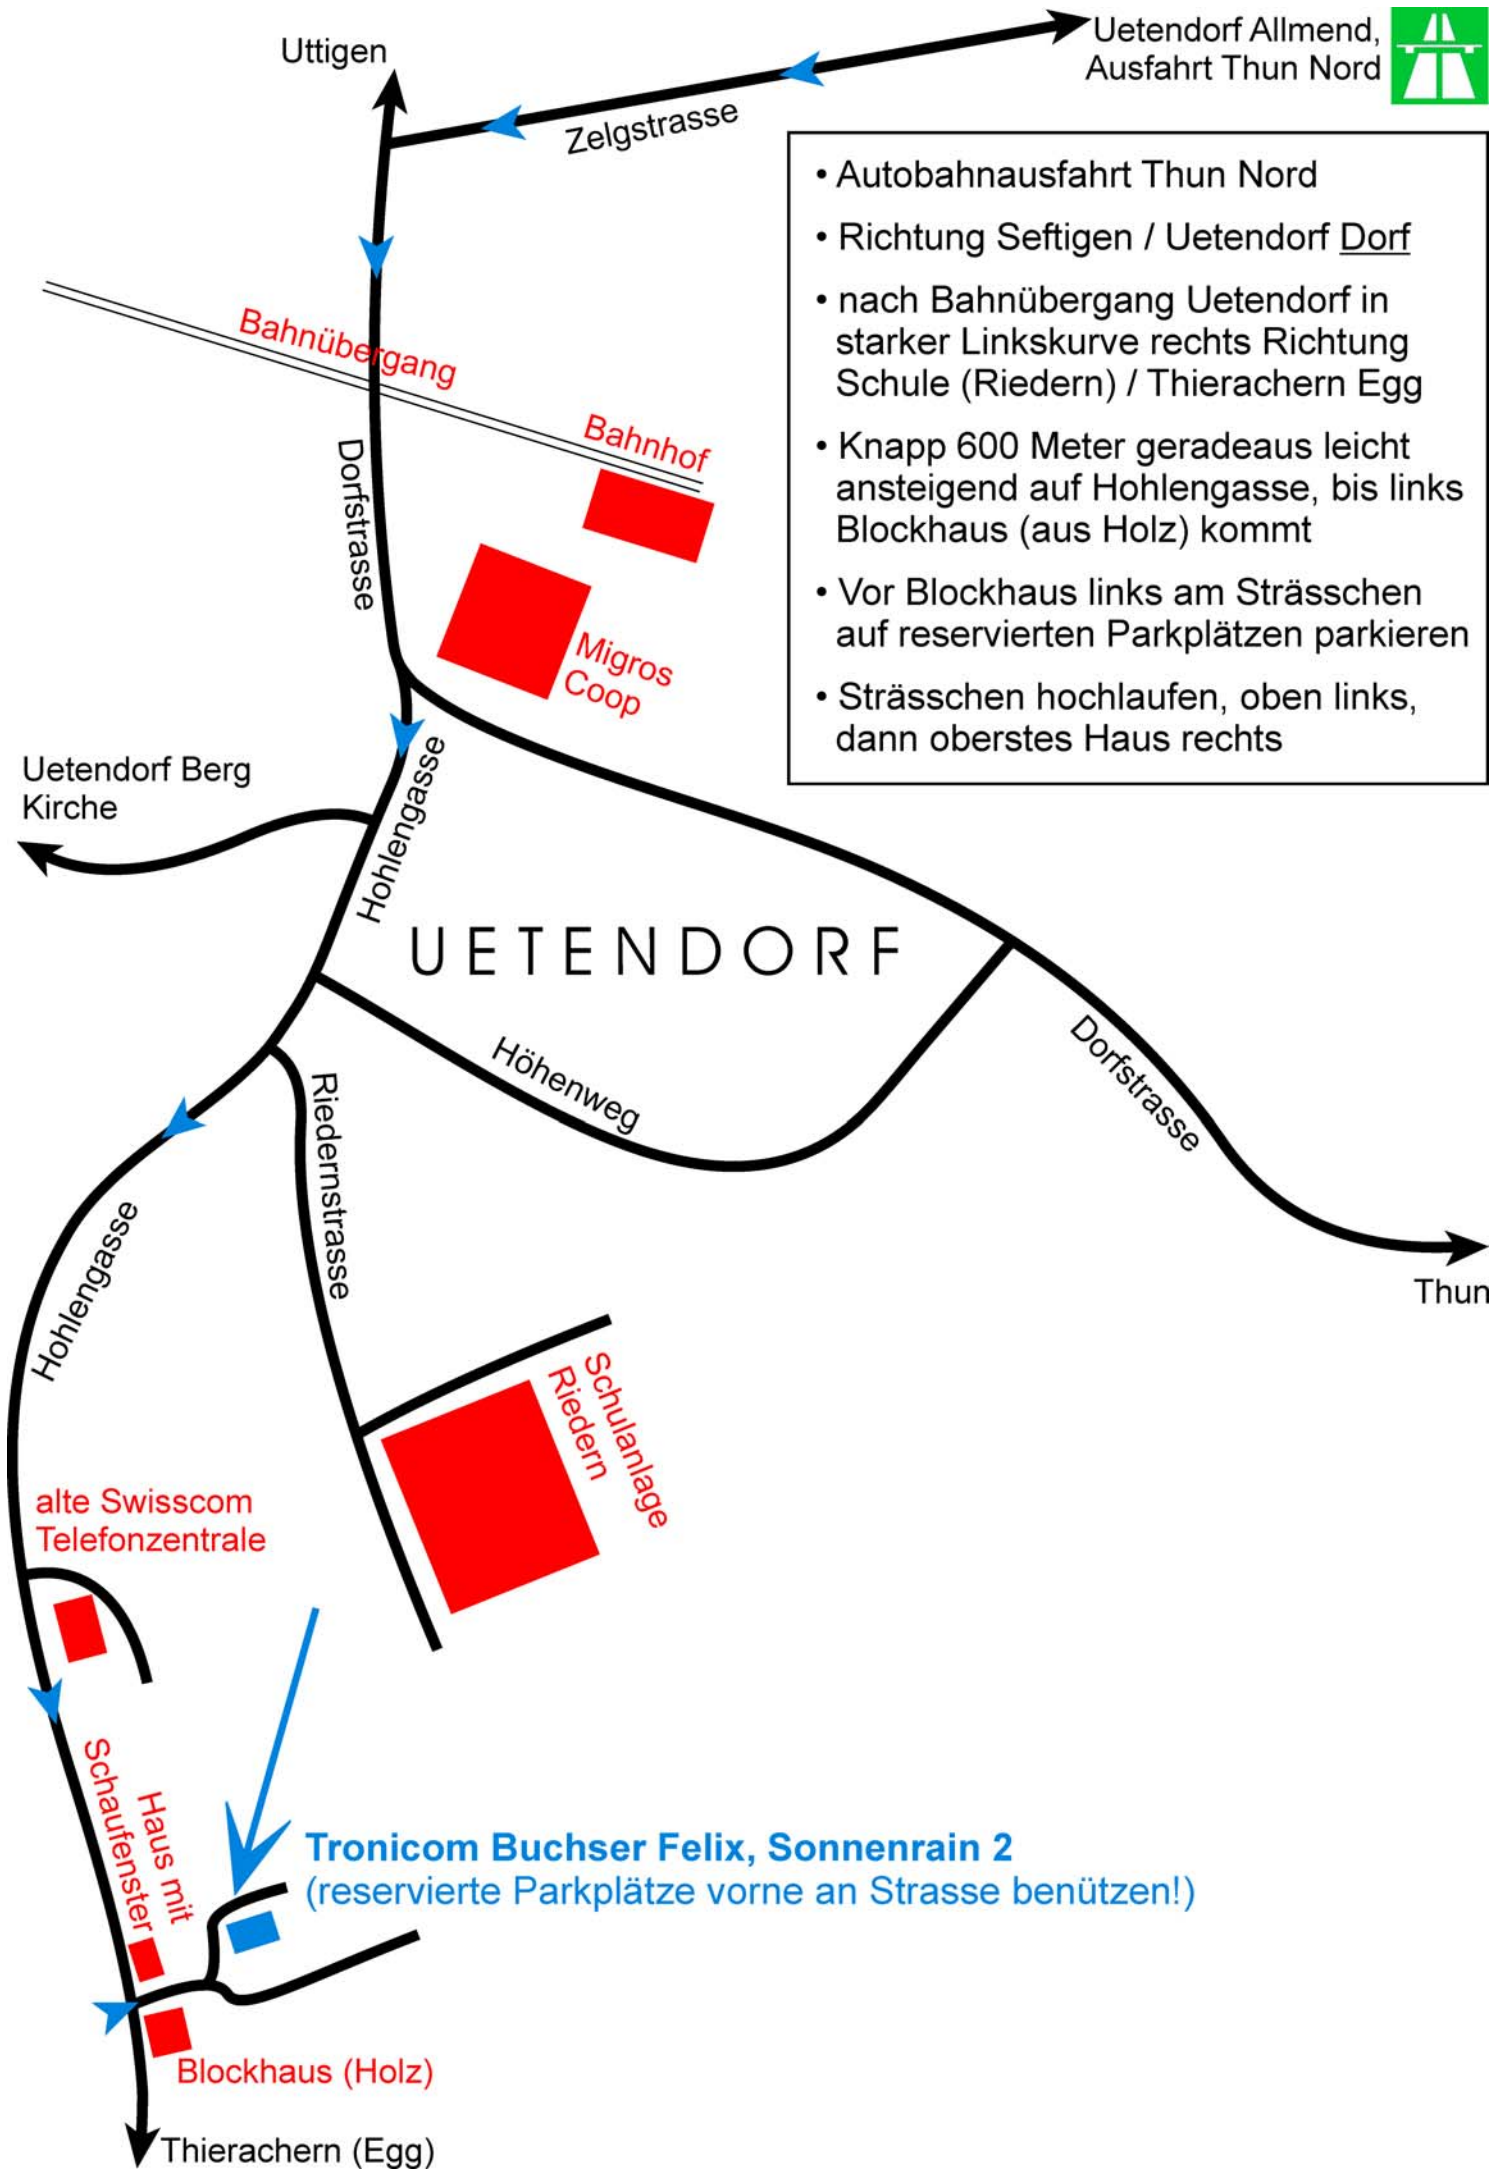 Uttigen
Uetendorf Allmend,
Ausfahrt Thun Nord
Zelgstrasse
• Autobahnausfahrt Thun Nord
• Richtung Seftigen / Uetendorf Dorf
• nach Bahnübergang Uetendorf in
starker Linkskurve rechts Richtung
Schule (Riedern) / Thierachern Egg
• Knapp 600 Meter geradeaus leicht
ansteigend auf Hohlengasse, bis links
Blockhaus (aus Holz) kommt
• Vor Blockhaus links am Strässchen
auf reservierten Parkplätzen parkieren
• Strässchen hochlaufen, oben links,
dann oberstes Haus rechts
Bahnübergang
Bahnhof
Dorfstrasse
Migros
Coop
Uetendorf Berg
Kirche
Hohlengasse
UETENDORF
Höhenweg
Dorfstrasse
Riedernstrasse
Hohlengasse
Thun
Schulanlage
Riedern
alte Swisscom
Telefonzentrale
Haus mit
Schaufenster
Tronicom Buchser Felix, Sonnenrain 2
(reservierte Parkplätze vorne an Strasse benützen!)
Blockhaus (Holz)
Thierachern (Egg)